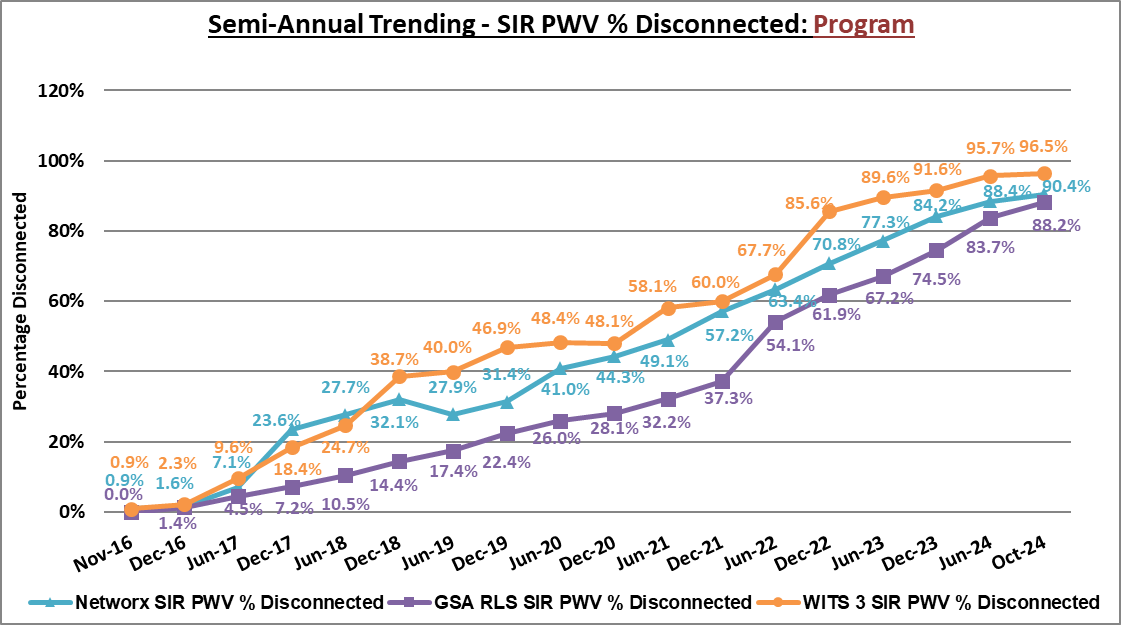 Semi-Annual Trending - SIR PWV % Disconnected: Program
Percentage Disconnected
120%
100%
80%
60%
40%
20%
0%
0.9% 2.3% 9.6% 18.4% 24.7% 38.7% 40.0% 46.9% 48.4% 48.1% 58.1% 60.0% 67.7% 85.6% 89.6% 91.6% 95.7% 96.5%
0.9% 1.6% 7.1% 23.6% 27.7% 32.1% 27.9% 31.4% 41.0% 44.3% 49.1% 57.2% 63.4% 70.8% 77.3% 84.2% 88.4% 90.4%
0.0% 1.4% 4.5% 7.2% 10.5% 14.4% 17.4% 22.4% 26.0% 28.1% 32.2% 37.3% 54.1% 61.9% 67.2% 74.5% 83.7% 88.2%
Nov-16 Dec-16 Jun-17 Dec-17 Jun-18 Dec-18 Jun-19 Dec-19 Jun-20 Dec-20 Jun-21 Dec-21 Jun-22 Dec-22 Jun-23 Dec-23 Jun-24 Oct-24
Networx SIR PWV % Disconnected GSA RLS SIR PWV % Disconnected WITS 3 SIR PWV % Disconnected